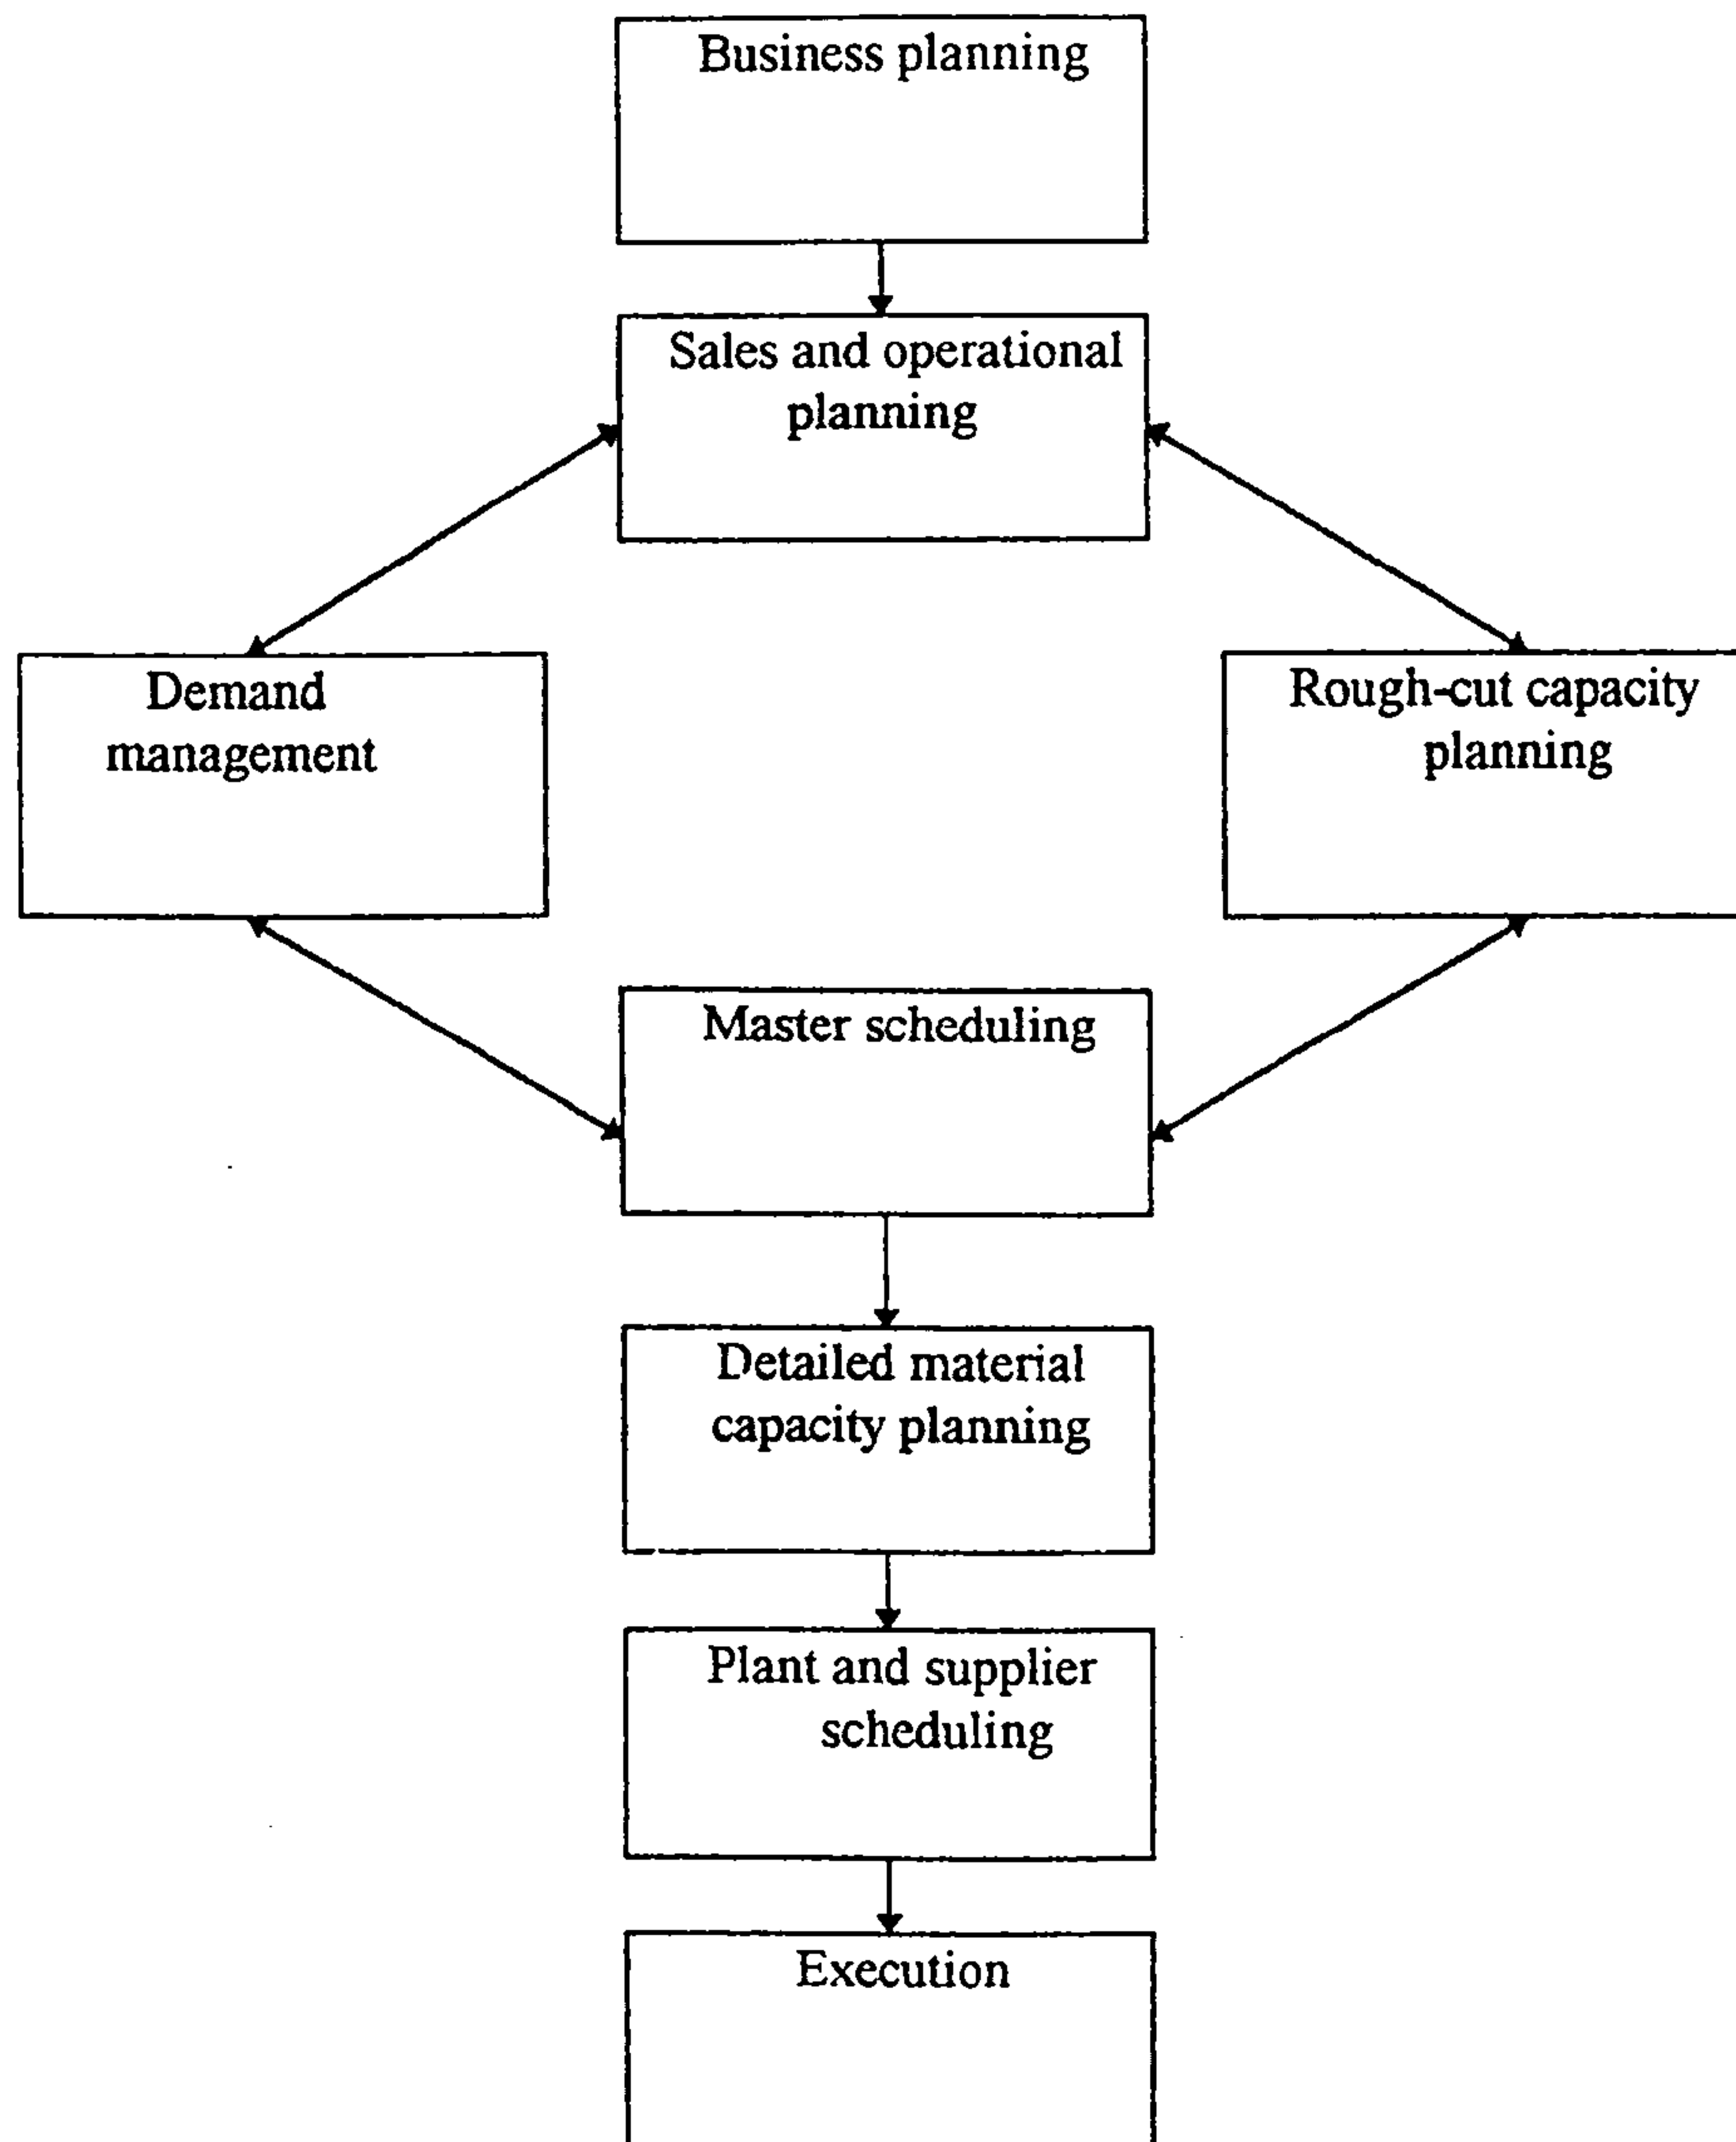 Business planning
Sales and operational
planning
Demand
management
Rough-cut capacity
planning
Master scheduling
Detailed material
capacity planning
Plant and supplier
scheduling
Execution